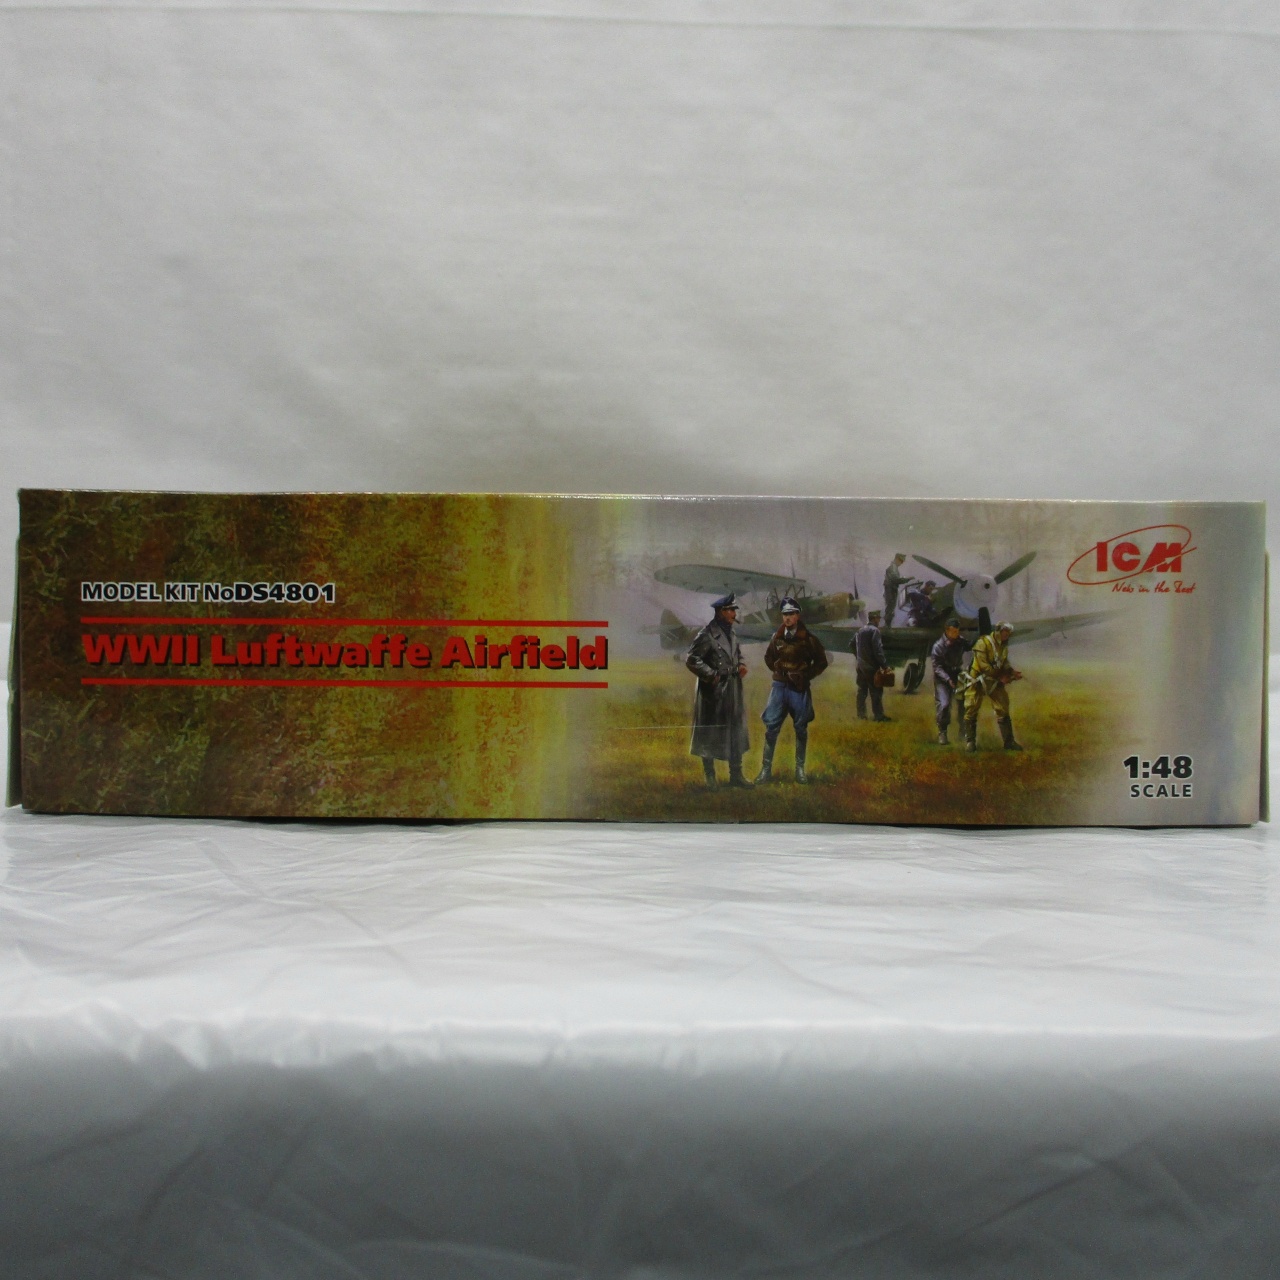 MODEL KIT NoDS4801
WWII Luftwaffe Airfield
ICM
1:48
SCALE